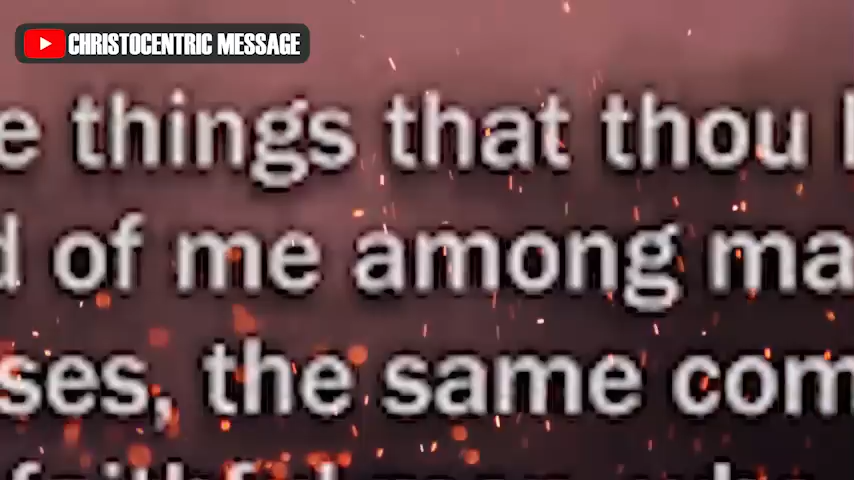 CHRISTOCENTRIC MESSAGE
e things that thou
of me among ma
ses, the same com